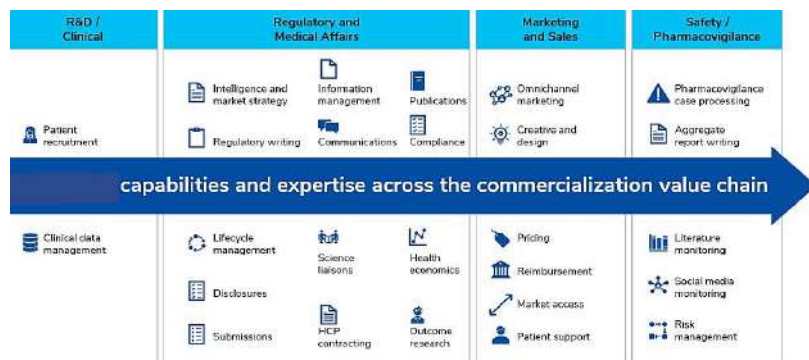 R&D /
Clinical
Regulatory and
Medical Affairs
Marketing
and Sales
Safety /
Pharmacovigilance
Patient
recruitment
Intelligence and
market strategy
Information
management
Publications
Regulatory writing
Communications
Compliance
Omnichannel
marketing
Creative and
design
Pharmacovigilance
case processing
Aggregate
report writing
capabilities and expertise across the commercialization value chain
Clinical data
management
Lifecycle
management
Science
liaisons
Health
economics
Disclosures
Submissions
HCP
contracting
Outcome
research
Pricing
Reimbursement
Market access
Patient support
Literature
monitoring
Social media
monitoring
Risk
management